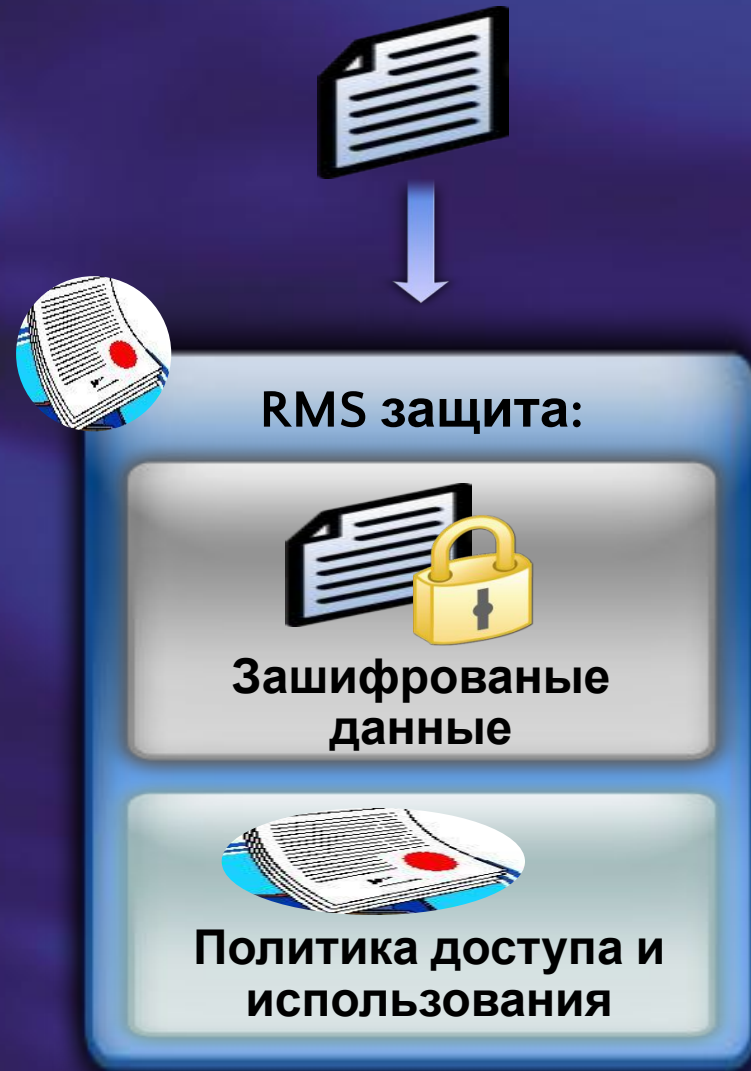 RMS защита:
Зашифрованые
данные
Политика доступа и
использования